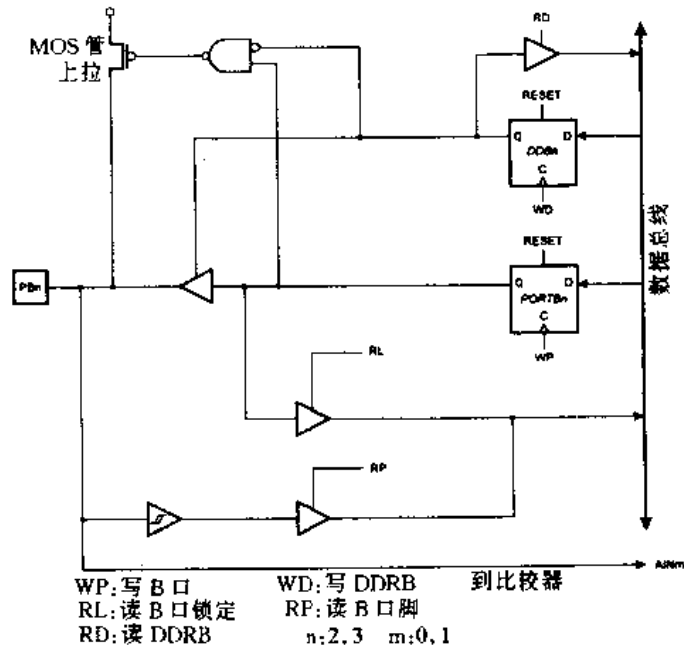 MOS 管
上拉
RD
RESET
Q
D
DDBn
C
WD
数据总线
RESET
PBn
Q
D
PORTBn
C
WP
RL
RP
AINm
WP:写 B 口
WD:写 DDRB
到比较器
RL:读 B 口锁定
RP:读 B 口脚
RD:读 DDRB
n:2,3 m:0,1